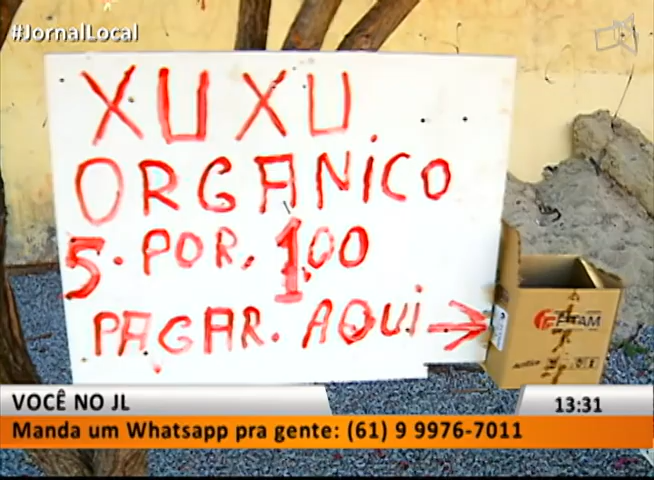 #JornalLocal
XUXU
ORGANiCO
5. POR. 1,00
PAGAR. AQUi
VOCÊ NO JL
13:31
Manda um Whatsapp pra gente: (61) 9 9976-7011